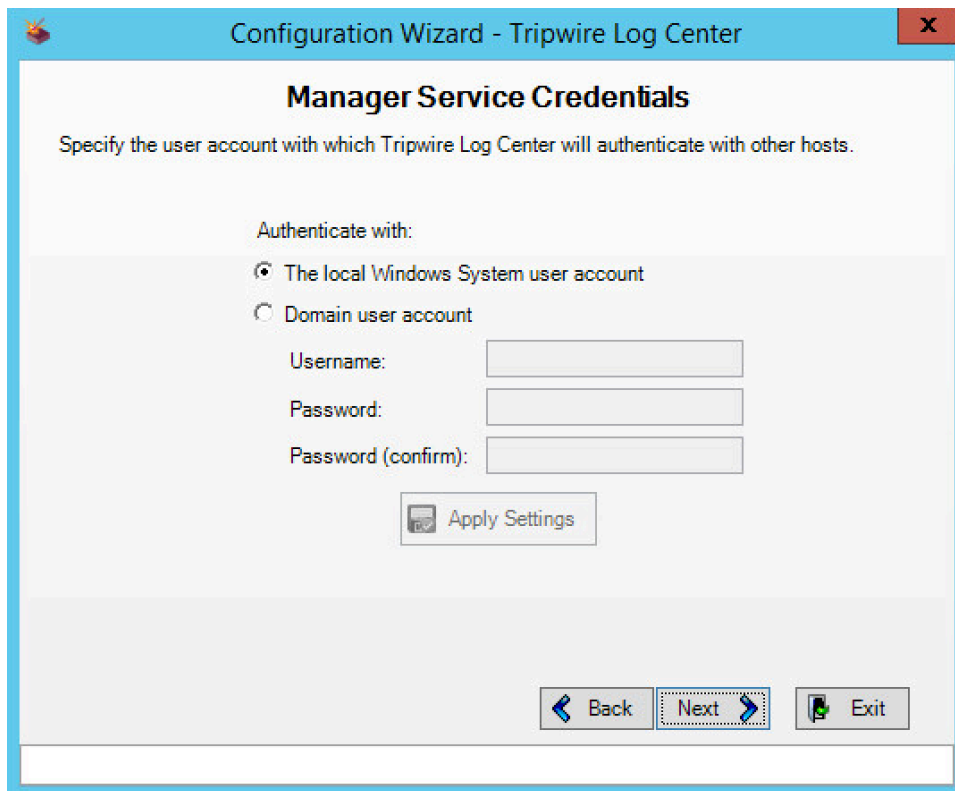 Configuration Wizard - Tripwire Log Center
x
Manager Service Credentials
Specify the user account with which Tripwire Log Center will authenticate with other hosts.
Authenticate with:
The local Windows System user account
Domain user account
Username:
Password:
Password (confirm):
Apply Settings
Back
Next
Exit